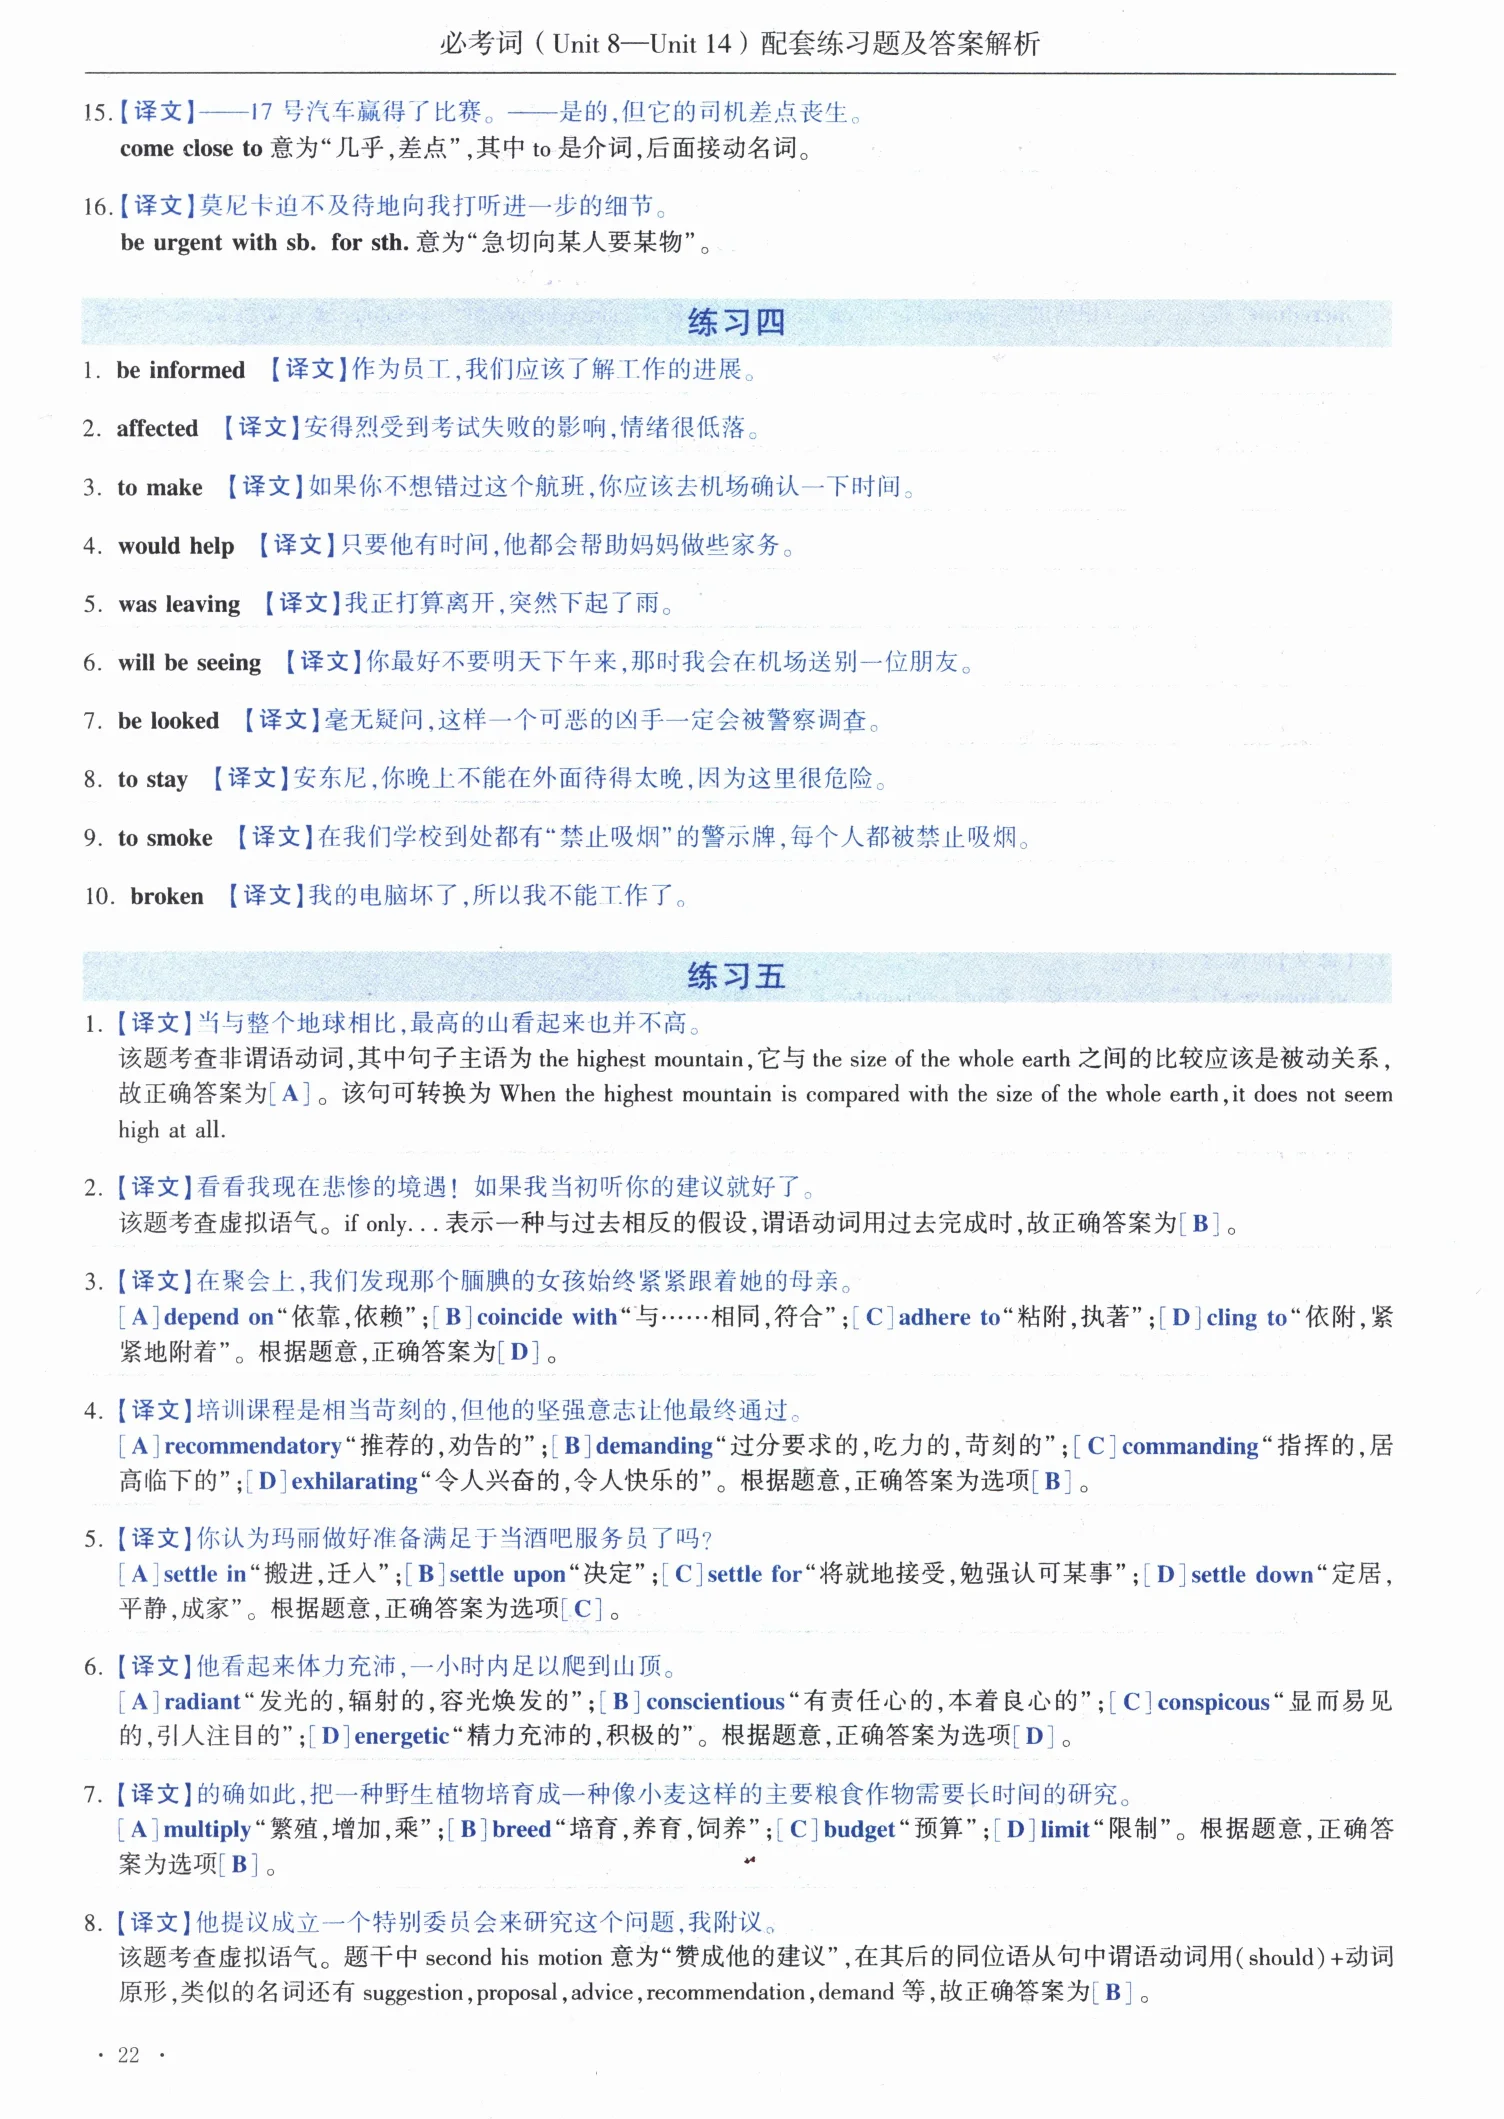 必考词（Unit 8—Unit 14）配套练习题及答案解析
15.【译文】——17 号汽车赢得了比赛。——是的,但它的司机差点丧生。
come close to 意为“几乎,差点”,其中 to 是介词,后面接动名词。
16.【译文】莫尼卡迫不及待地向我打听进一步的细节。
be urgent with sb. for sth. 意为“急切向某人要某物”。
练习四
1. be informed 【译文】作为员工,我们应该了解工作的进展。
2. affected 【译文】安得烈受到考试失败的影响,情绪很低落。
3. to make 【译文】如果你不想错过这个航班,你应该去机场确认一下时间。
4. would help 【译文】只要他有时间,他都会帮助妈妈做些家务。
5. was leaving 【译文】我正打算离开,突然下起了雨。
6. will be seeing 【译文】你最好不要明天下午来,那时我会在机场送别一位朋友。
7. be looked 【译文】毫无疑问,这样一个可恶的凶手一定会被警察调查。
8. to stay 【译文】安东尼,你晚上不能在外面待得太晚,因为这里很危险。
9. to smoke 【译文】在我们学校到处都有“禁止吸烟”的警示牌,每个人都被禁止吸烟。
10. broken 【译文】我的电脑坏了,所以我不能工作了。
练习五
1.【译文】当与整个地球相比,最高的山看起来也并不高。
该题考查非谓语动词,其中句子主语为 the highest mountain,它与 the size of the whole earth 之间的比较应该是被动关系,
故正确答案为[A]。该句可转换为 When the highest mountain is compared with the size of the whole earth,it does not seem
high at all.
2.【译文】看看我现在悲惨的境遇! 如果我当初听你的建议就好了。
该题考查虚拟语气。if only... 表示一种与过去相反的假设,谓语动词用过去完成时,故正确答案为[B]。
3.【译文】在聚会上,我们发现那个腼腆的女孩始终紧紧跟着她的母亲。
[A]depend on“依靠,依赖”;[B]coincide with“与……相同,符合”;[C]adhere to“粘附,执著”;[D]cling to“依附,紧
紧地附着”。根据题意,正确答案为[D]。
4.【译文】培训课程是相当苛刻的,但他的坚强意志让他最终通过。
[A]recommendatory“推荐的,劝告的”;[B]demanding“过分要求的,吃力的,苛刻的”;[C]commanding“指挥的,居
高临下的”;[D]exhilarating“令人兴奋的,令人快乐的”。根据题意,正确答案为选项[B]。
5.【译文】你认为玛丽做好准备满足于当酒吧服务员了吗?
[A]settle in“搬进,迁入”;[B]settle upon“决定”;[C]settle for“将就地接受,勉强认可某事”;[D]settle down“定居,
平静,成家”。根据题意,正确答案为选项[C]。
6.【译文】他看起来体力充沛,一小时内足以爬到山顶。
[A]radiant“发光的,辐射的,容光焕发的”;[B]conscientious“有责任心的,本着良心的”;[C]conspicous“显而易见
的,引人注目的”;[D]energetic“精力充沛的,积极的”。根据题意,正确答案为选项[D]。
7.【译文】的确如此,把一种野生植物培育成一种像小麦这样的主要粮食作物需要长时间的研究。
[A]multiply“繁殖,增加,乘”;[B]breed“培育,养育,饲养”;[C]budget“预算”;[D]limit“限制”。根据题意,正确答
案为选项[B]。
8.【译文】他提议成立一个特别委员会来研究这个问题,我附议。
该题考查虚拟语气。题干中 second his motion 意为“赞成他的建议”,在其后的同位语从句中谓语动词用(should)+动词
原形,类似的名词还有 suggestion,proposal,advice,recommendation,demand 等,故正确答案为[B]。
· 22 ·